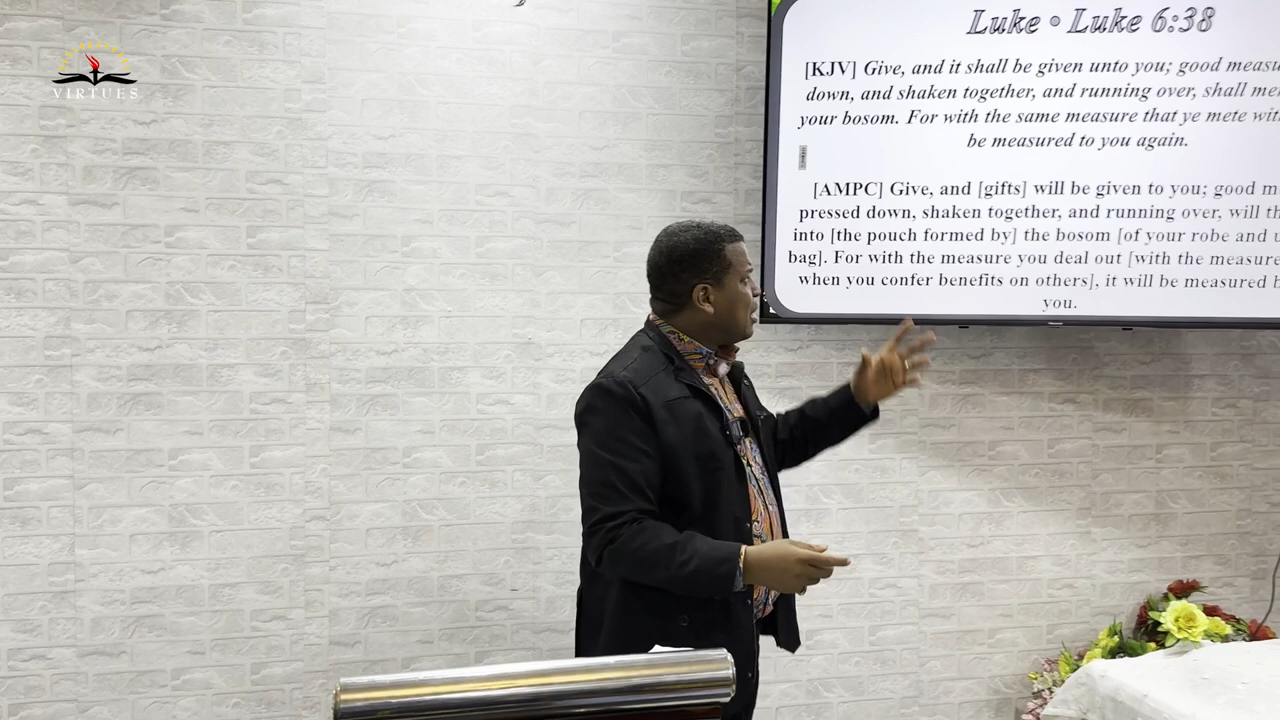 VIRTUES
Luke • Luke 6:38
[KJV] Give, and it shall be given unto you; good
down, and shaken together, and running over, shall
your bosom. For with the same measure that ye mete
be measured to you again.
[AMPC] Give, and [gifts] will be given to you; good
pressed down, shaken together, and running over, will
into [the pouch formed by] the bosom [of your robe and
bag]. For with the measure you deal out [with the measure
when you confer benefits on others], it will be measured
you.